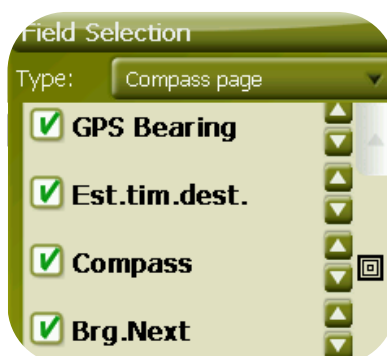 Field Selection
Type: Compass page
GPS Bearing
Est.tim.dest.
Compass
Brg.Next